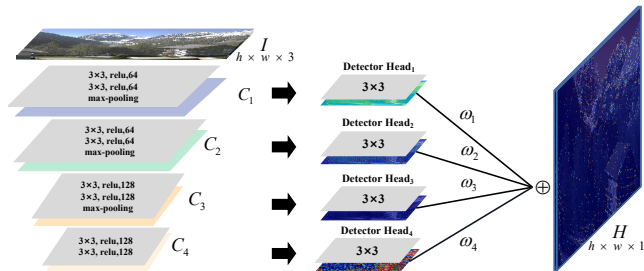 I
h × w × 3
3×3, relu,64
3×3, relu,64
max-pooling
C1
Detector Head1
3×3
ω1
3×3, relu,64
3×3, relu,64
max-pooling
C2
Detector Head2
3×3
ω2
3×3, relu,128
3×3, relu,128
max-pooling
C3
Detector Head3
3×3
ω3
3×3, relu,128
3×3, relu,128
C4
Detector Head4
3×3
ω4
⊕
H
h × w × 1